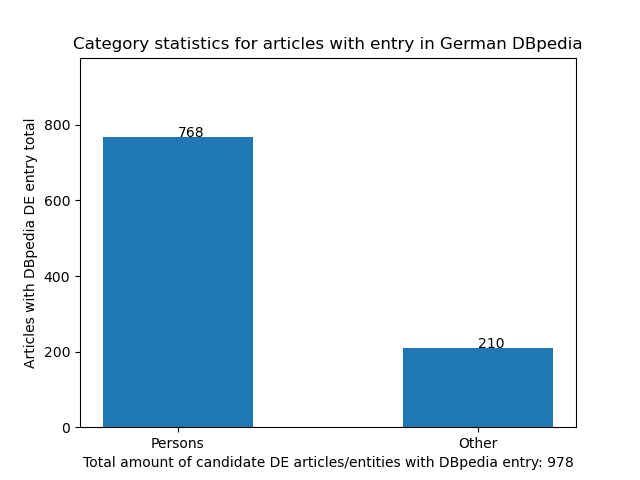 Category statistics for articles with entry in German DBpedia
Articles with DBpedia DE entry total
800
600
400
200
0
768
210
Persons
Other
Total amount of candidate DE articles/entities with DBpedia entry: 978